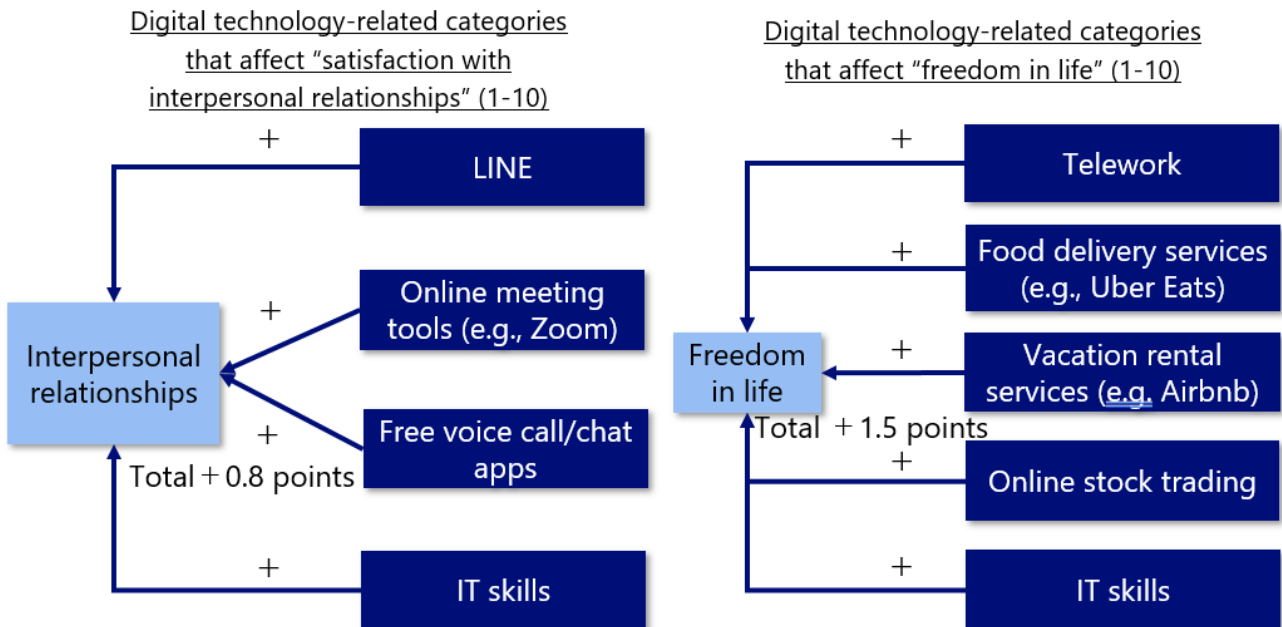 Digital technology-related categories
that affect “satisfaction with
interpersonal relationships” (1-10)
+
LINE
+
Online meeting
tools (e.g., Zoom)
Interpersonal
relationships
+
Free voice call/chat
apps
Total + 0.8 points
+
IT skills
Digital technology-related categories
that affect “freedom in life” (1-10)
+
Telework
+
Food delivery services
(e.g., Uber Eats)
Freedom
in life
+
Vacation rental
services (e.g. Airbnb)
Total + 1.5 points
+
Online stock trading
+
IT skills